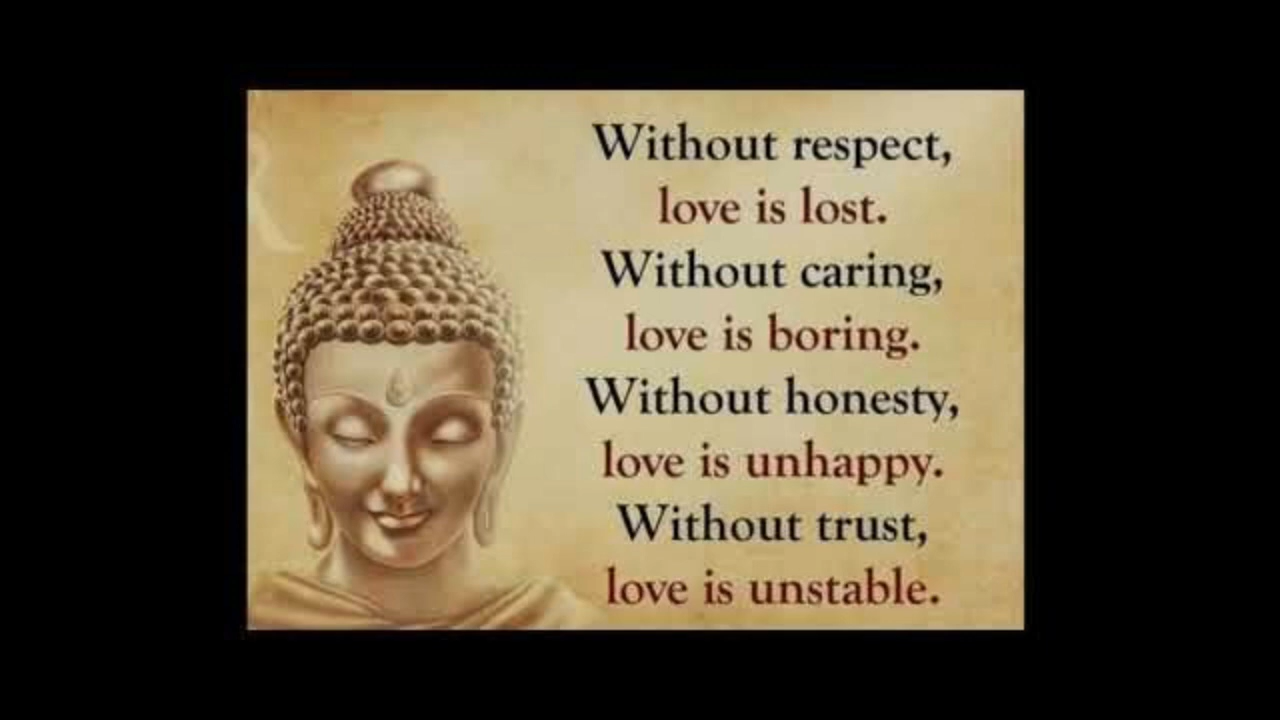 Without respect,
love is lost.
Without caring,
love is boring.
Without honesty,
love is unhappy.
Without trust,
love is unstable.